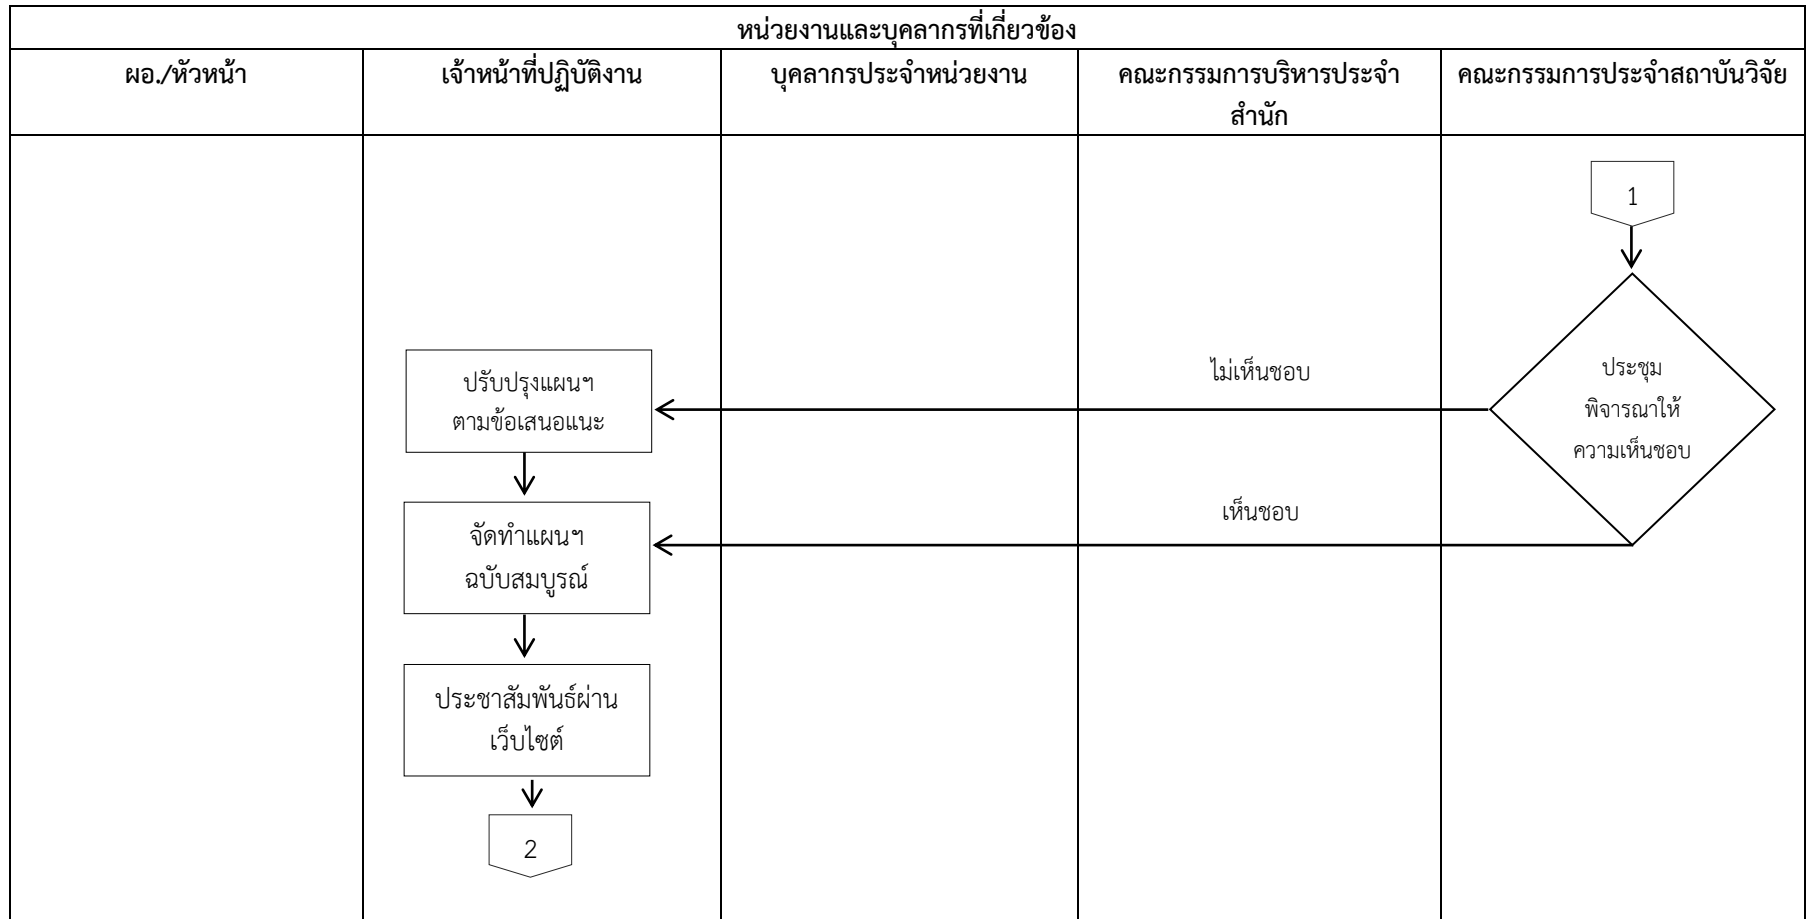 หน่วยงานและบุคลากรที่เกี่ยวข้อง
ผอ./หัวหน้า
เจ้าหน้าที่ปฏิบัติงาน
บุคลากรประจำหน่วยงาน
คณะกรรมการบริหารประจำ
สำนัก
คณะกรรมการประจำสถาบันวิจัย
1
ประชุม
พิจารณาให้
ความเห็นชอบ
ไม่เห็นชอบ
ปรับปรุงแผนฯ
ตามข้อเสนอแนะ
เห็นชอบ
จัดทำแผนฯ
ฉบับสมบูรณ์
ประชาสัมพันธ์ผ่าน
เว็บไซต์
2